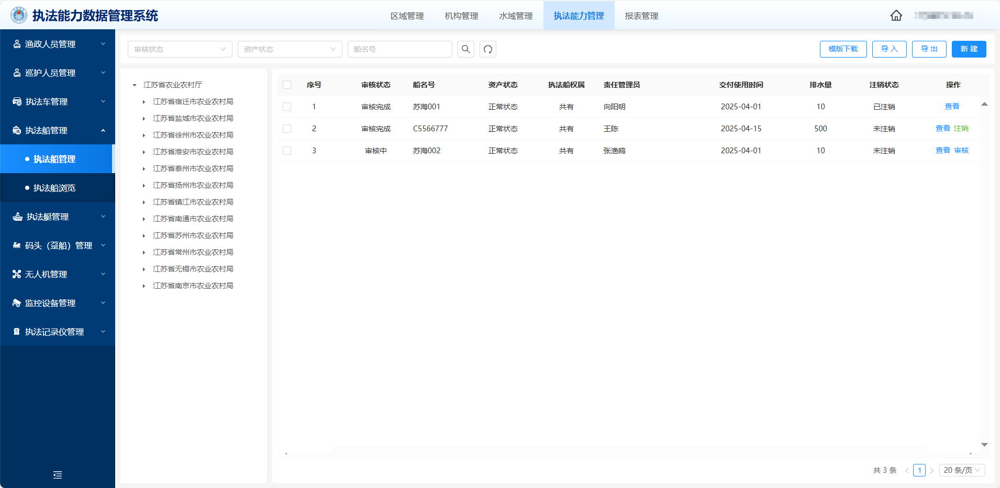 执法能力数据管理系统
区域管理 机构管理 水域管理 执法能力管理 报表管理
渔政人员管理
巡护人员管理
执法车管理
执法船管理
执法船管理
执法船浏览
执法艇管理
码头（趸船）管理
无人机管理
监控设备管理
执法记录仪管理
审核状态 资产状态 船名号 模版下载 导 入 导 出 新 建
江苏省农业农村厅
江苏省宿迁市农业农村局
江苏省盐城市农业农村局
江苏省徐州市农业农村局
江苏省淮安市农业农村局
江苏省泰州市农业农村局
江苏省扬州市农业农村局
江苏省镇江市农业农村局
江苏省南通市农业农村局
江苏省苏州市农业农村局
江苏省常州市农业农村局
江苏省无锡市农业农村局
江苏省南京市农业农村局
序号 审核状态 船名号 资产状态 执法船权属 责任管理员 交付使用时间 排水量 注销状态 操作
1 审核完成 苏海001 正常状态 共有 向阳明 2025-04-01 10 已注销 查看
2 审核完成 C5566777 正常状态 共有 王陈 2025-04-15 500 未注销 查看 注销
3 审核中 苏海002 正常状态 共有 张渔鸥 2025-04-01 10 未注销 查看 审核
共 3 条 < 1 > 20 条/页